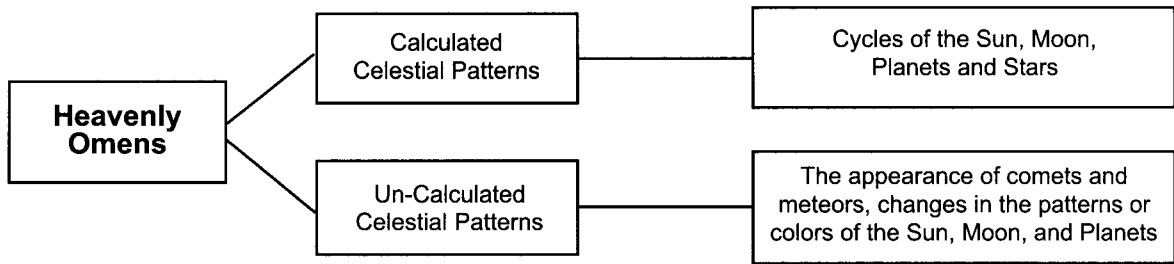 Heavenly
Omens
Calculated
Celestial Patterns
Cycles of the Sun, Moon,
Planets and Stars
Un-Calculated
Celestial Patterns
The appearance of comets and
meteors, changes in the patterns or
colors of the Sun, Moon, and Planets